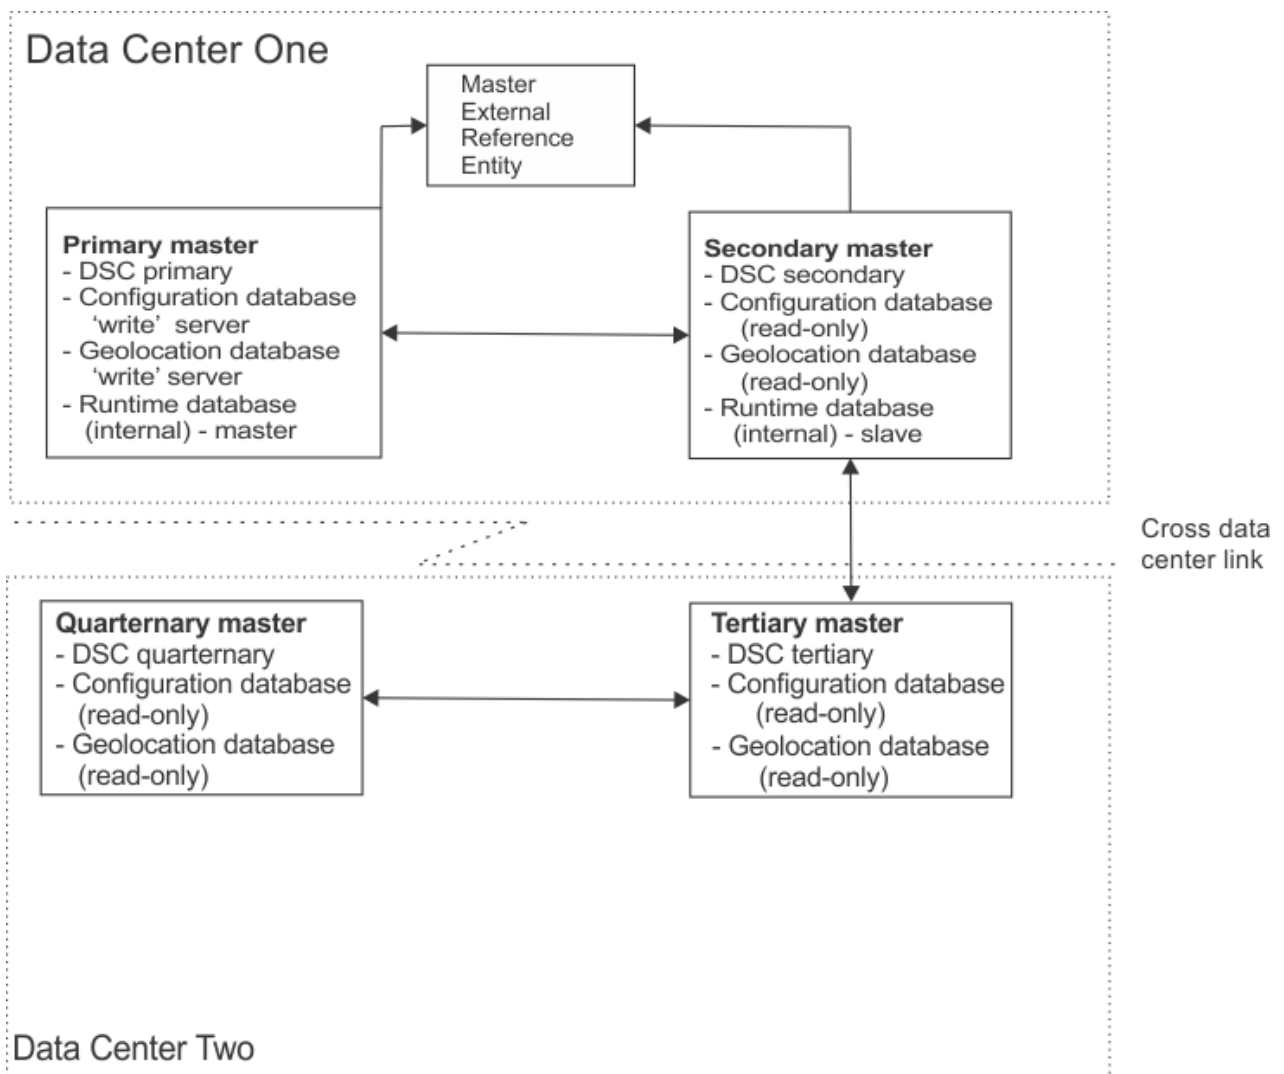 Data Center One
Master
External
Reference
Entity
Primary master
- DSC primary
- Configuration database
‘write’ server
- Geolocation database
‘write’ server
- Runtime database
(internal) - master
Secondary master
- DSC secondary
- Configuration database
(read-only)
- Geolocation database
(read-only)
- Runtime database
(internal) - slave
Cross data
center link
Quarternary master
- DSC quarternary
- Configuration database
(read-only)
- Geolocation database
(read-only)
Tertiary master
- DSC tertiary
- Configuration database
(read-only)
- Geolocation database
(read-only)
Data Center Two